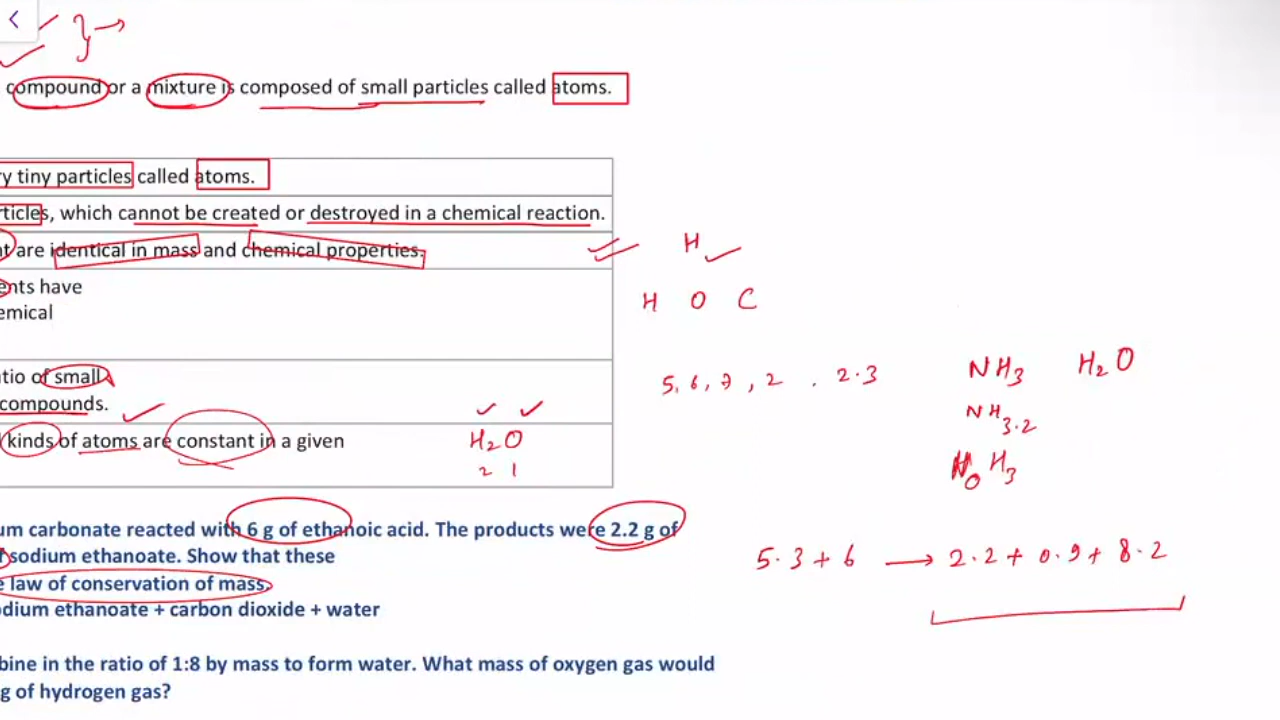 compound or a mixture is composed of small particles called atoms.
ry tiny particles called atoms.
rticles, which cannot be created or destroyed in a chemical reaction.
nt are identical in mass and chemical properties.
H
ents have
H O C
emical
NH3 H2O
tio of small
5, 6, 7, 2 . 2.3
compounds.
NH3.2
kinds of atoms are constant in a given
H2O
2 1
H3
um carbonate reacted with 6 g of ethanoic acid. The products were 2.2 g of
f sodium ethanoate. Show that these
5.3 + 6 → 2.2 + 0.9 + 8.2
e law of conservation of mass.
dium ethanoate + carbon dioxide + water
bine in the ratio of 1:8 by mass to form water. What mass of oxygen gas would
g of hydrogen gas?